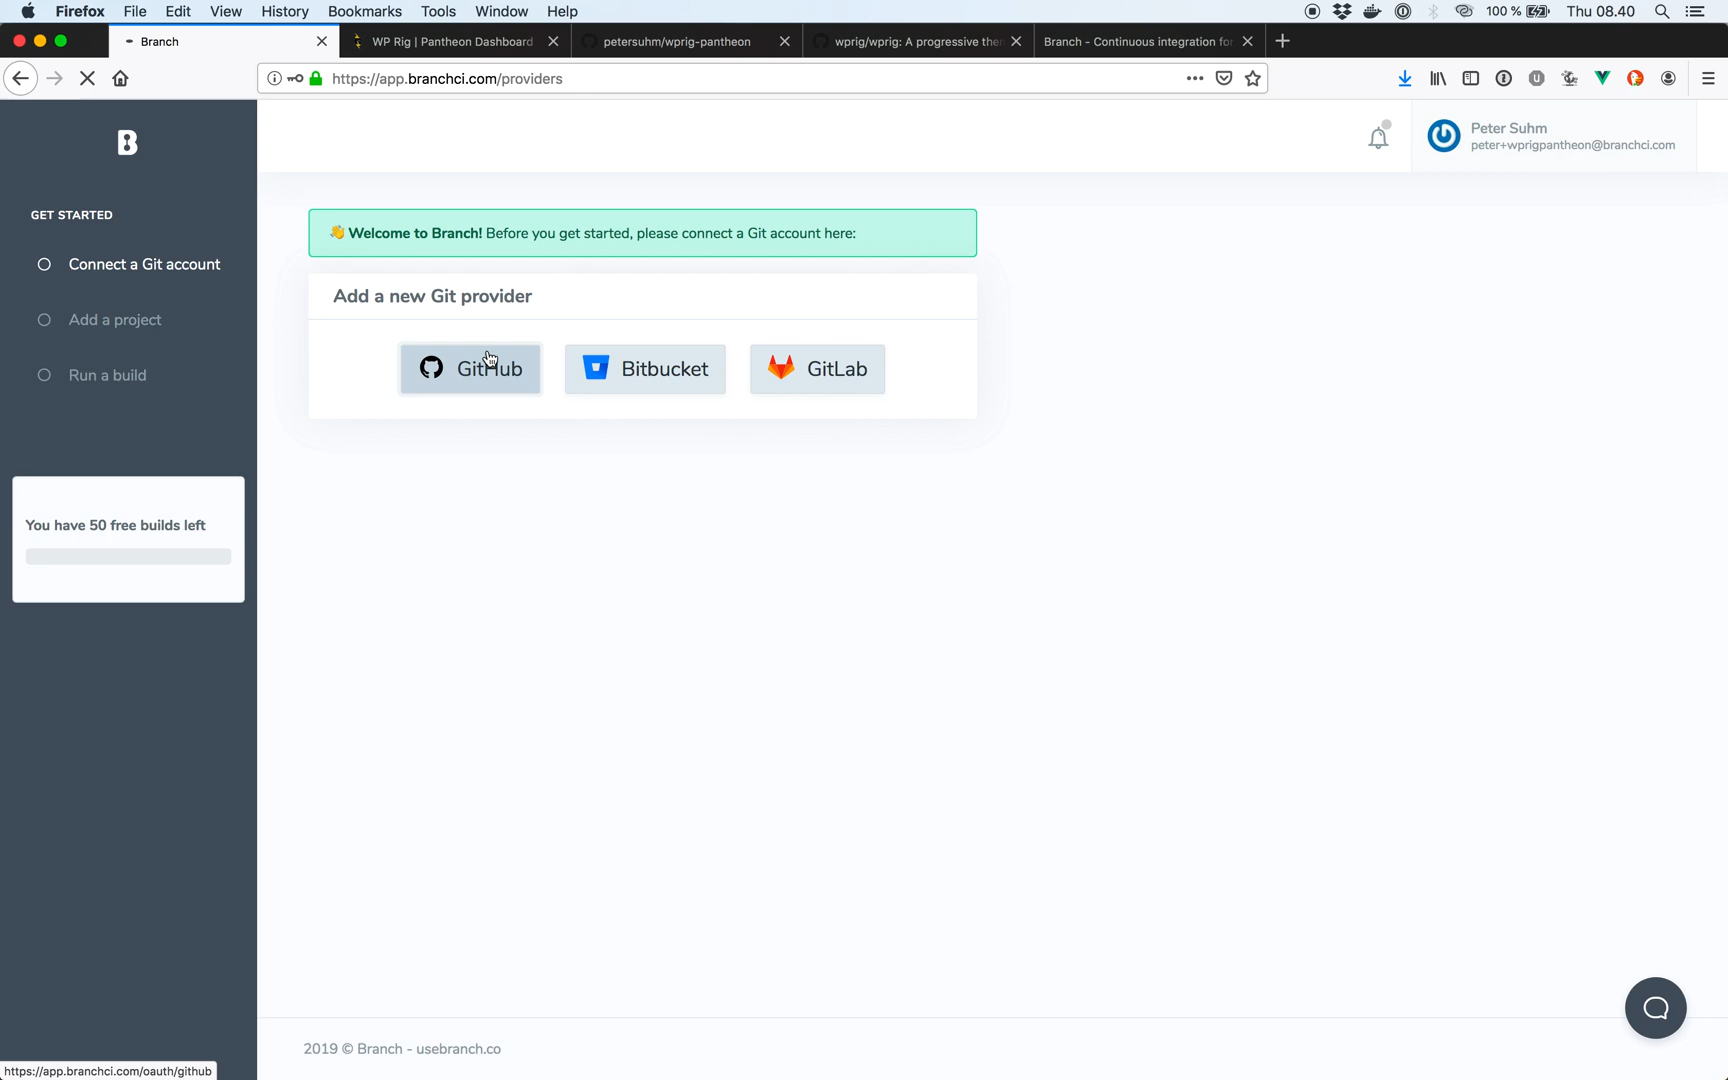 Firefox File Edit View History Bookmarks Tools Window Help 100 % Thu 08.40
Branch
WP Rig | Pantheon Dashboard
petersuhm/wprig-pantheon
wprig/wprig: A progressive the
Branch - Continuous integration for
https://app.branchci.com/providers
B
Peter Suhm
peter+wprigpantheon@branchci.com
GET STARTED
Connect a Git account
Add a project
Run a build
You have 50 free builds left
👋 Welcome to Branch! Before you get started, please connect a Git account here:
Add a new Git provider
GitHub
Bitbucket
GitLab
2019 © Branch - usebranch.co
https://app.branchci.com/oauth/github